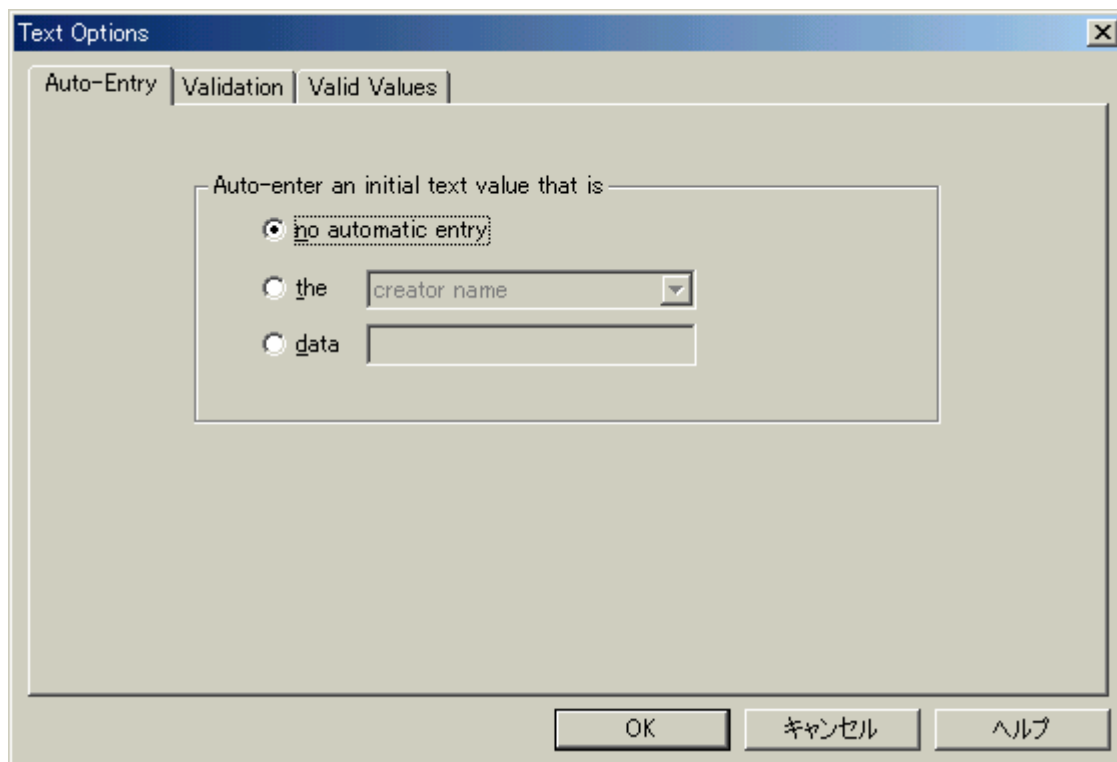 Text Options
Auto-Entry Validation Valid Values
Auto-enter an initial text value that is
no automatic entry
the creator name
data
OK キャンセル ヘルプ